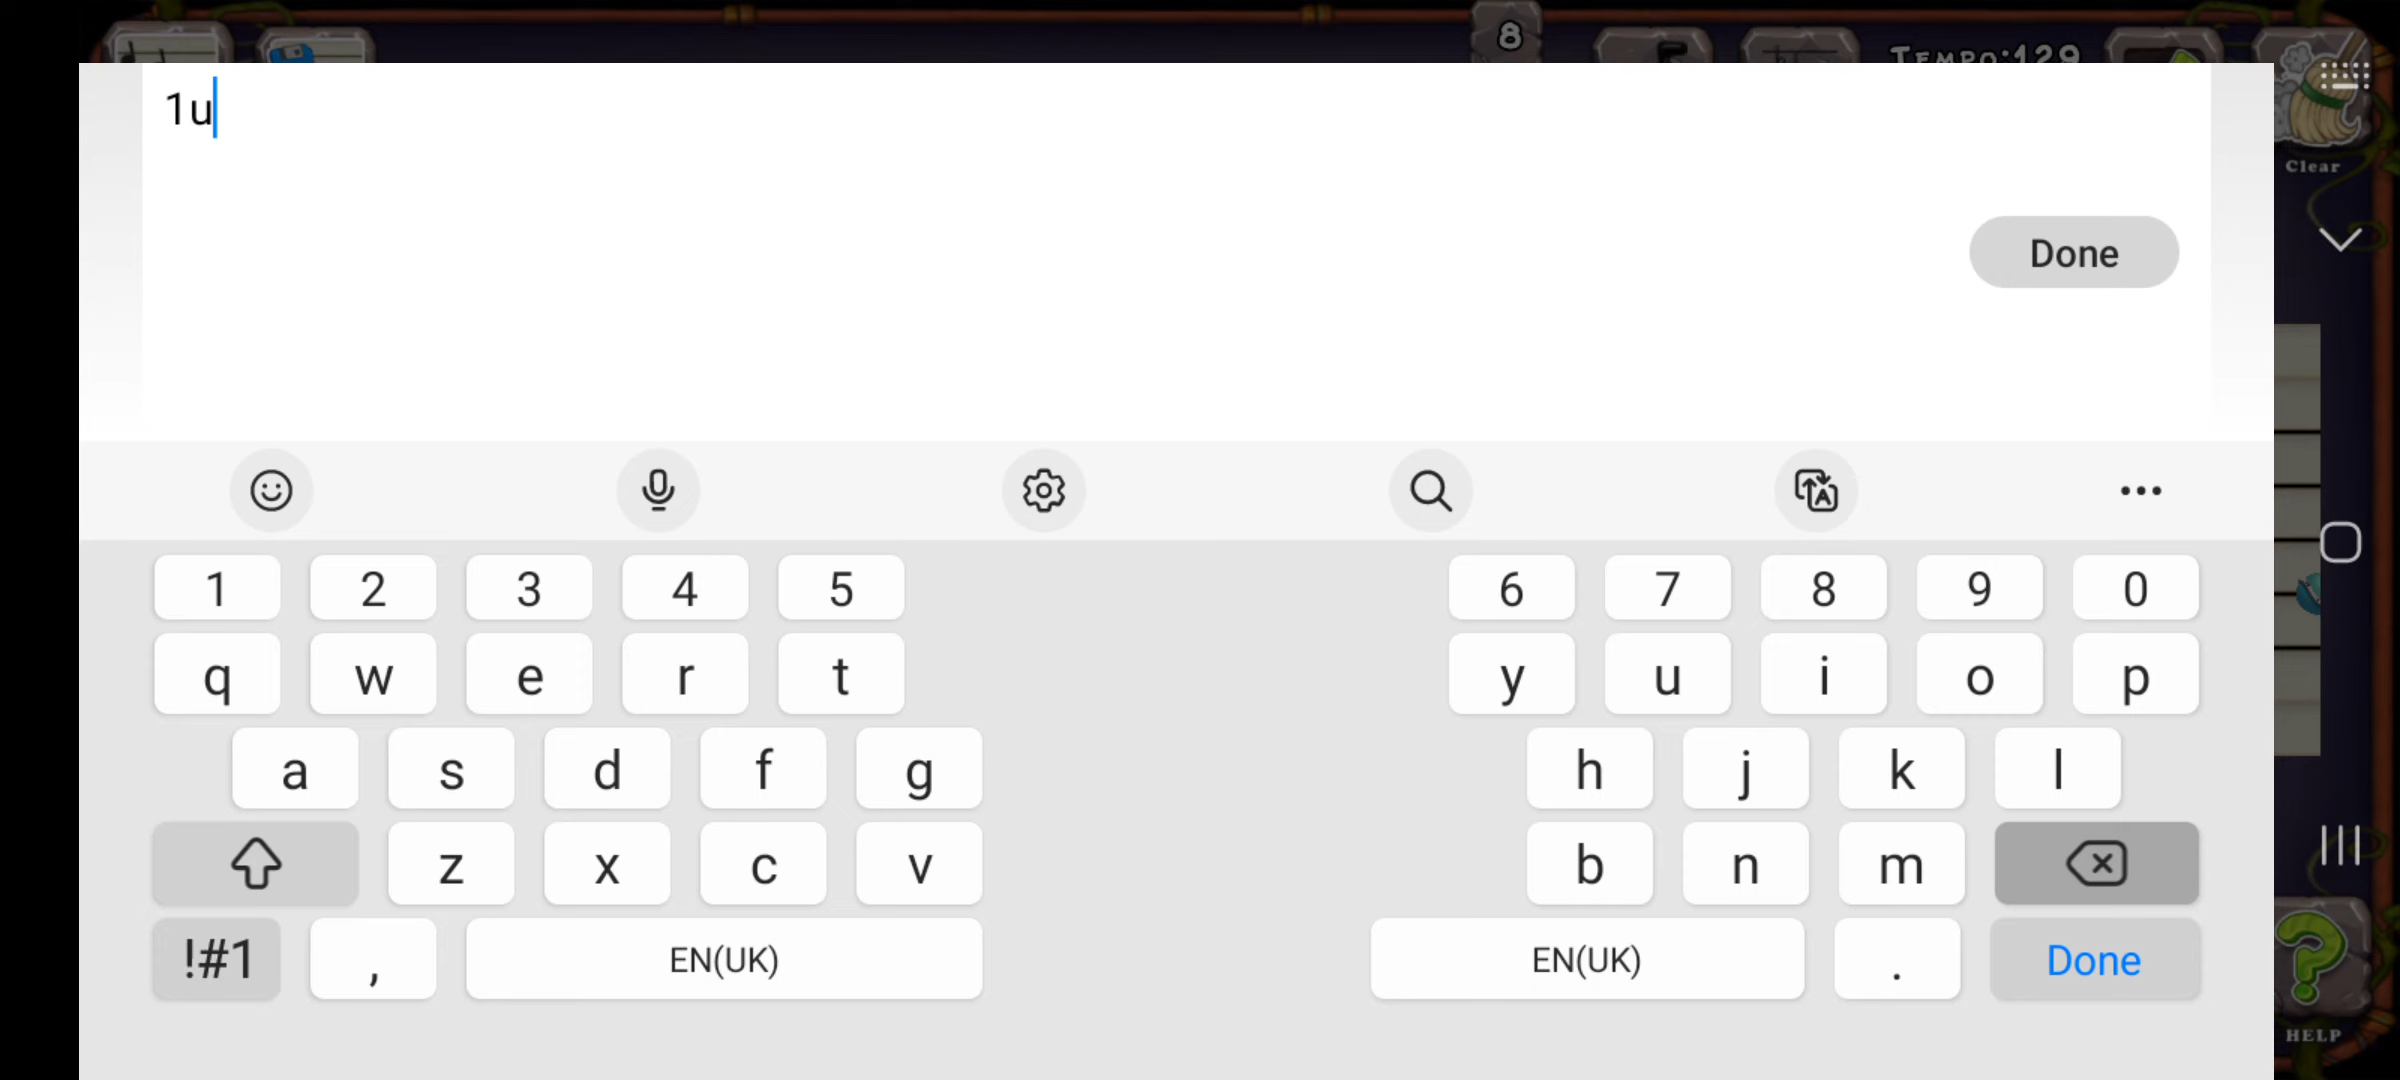 8
TEMPO:129
1u
Clear
Done
1 2 3 4 5 6 7 8 9 0
q w e r t y u i o p
a s d f g h j k l
z x c v b n m
!#1 , EN(UK) EN(UK) . Done
HELP